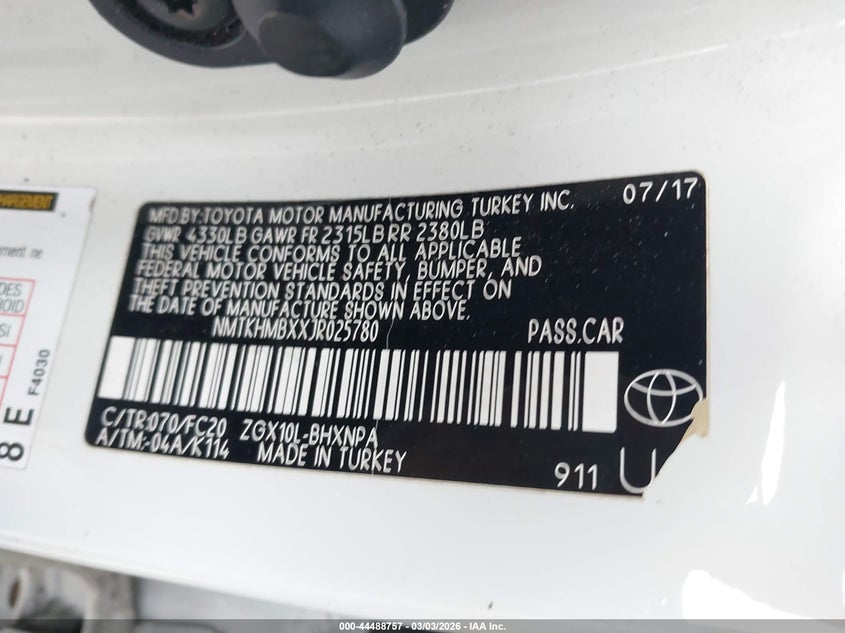 MFD.BY:TOYOTA MOTOR MANUFACTURING TURKEY INC. 07/17
GVWR 4330LB GAWR FR 2315LB RR 2380LB
THIS VEHICLE CONFORMS TO ALL APPLICABLE
FEDERAL MOTOR VEHICLE SAFETY, BUMPER, AND
THEFT PREVENTION STANDARDS IN EFFECT ON
THE DATE OF MANUFACTURE SHOWN ABOVE.
NMTKHMBXXJR025780 PASS.CAR
C/TR:070/FC20 ZGX10L-BHXNPA
A/TM:-04A/K114 MADE IN TURKEY
911 U
CHARGEMENT
8 E
F4030
000-44488757 — 03/03/2026 — IAA Inc.